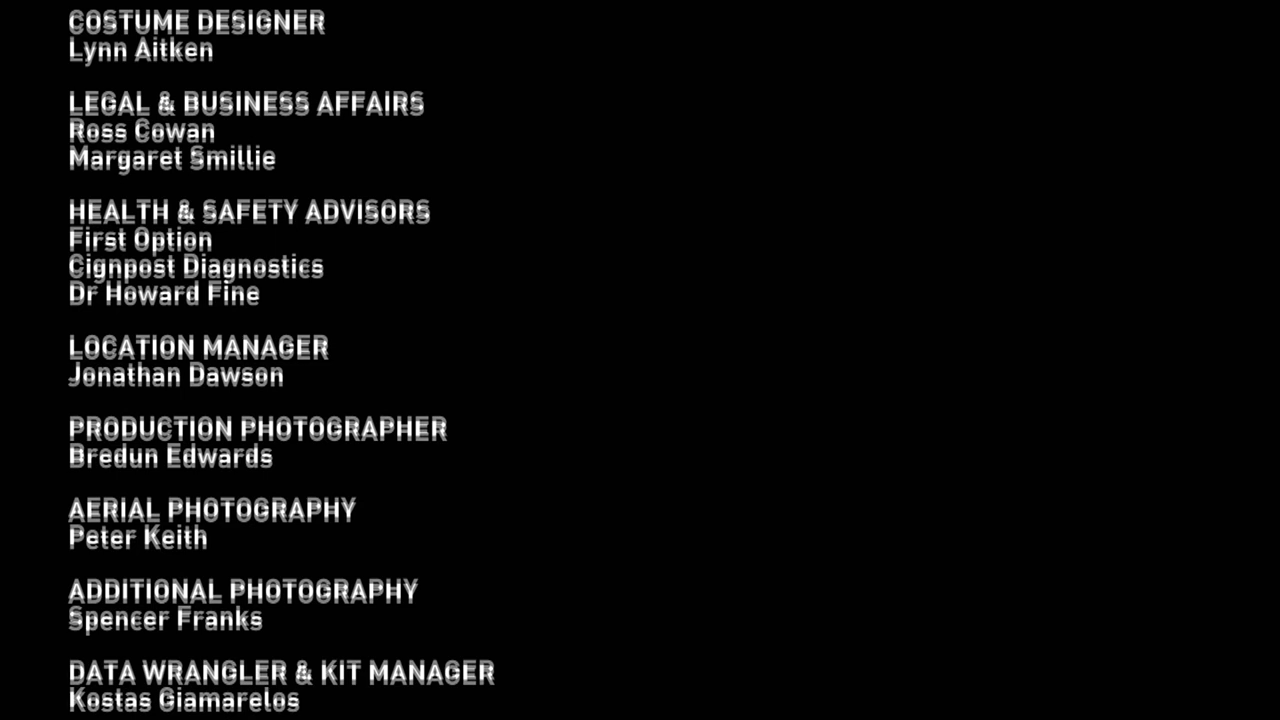 COSTUME DESIGNER
Lynn Aitken
LEGAL & BUSINESS AFFAIRS
Ross Cowan
Margaret Smillie
HEALTH & SAFETY ADVISORS
First Option
Cignpost Diagnostics
Dr Howard Fine
LOCATION MANAGER
Jonathan Dawson
PRODUCTION PHOTOGRAPHER
Bredun Edwards
AERIAL PHOTOGRAPHY
Peter Keith
ADDITIONAL PHOTOGRAPHY
Spencer Franks
DATA WRANGLER & KIT MANAGER
Kostas Giamarelos